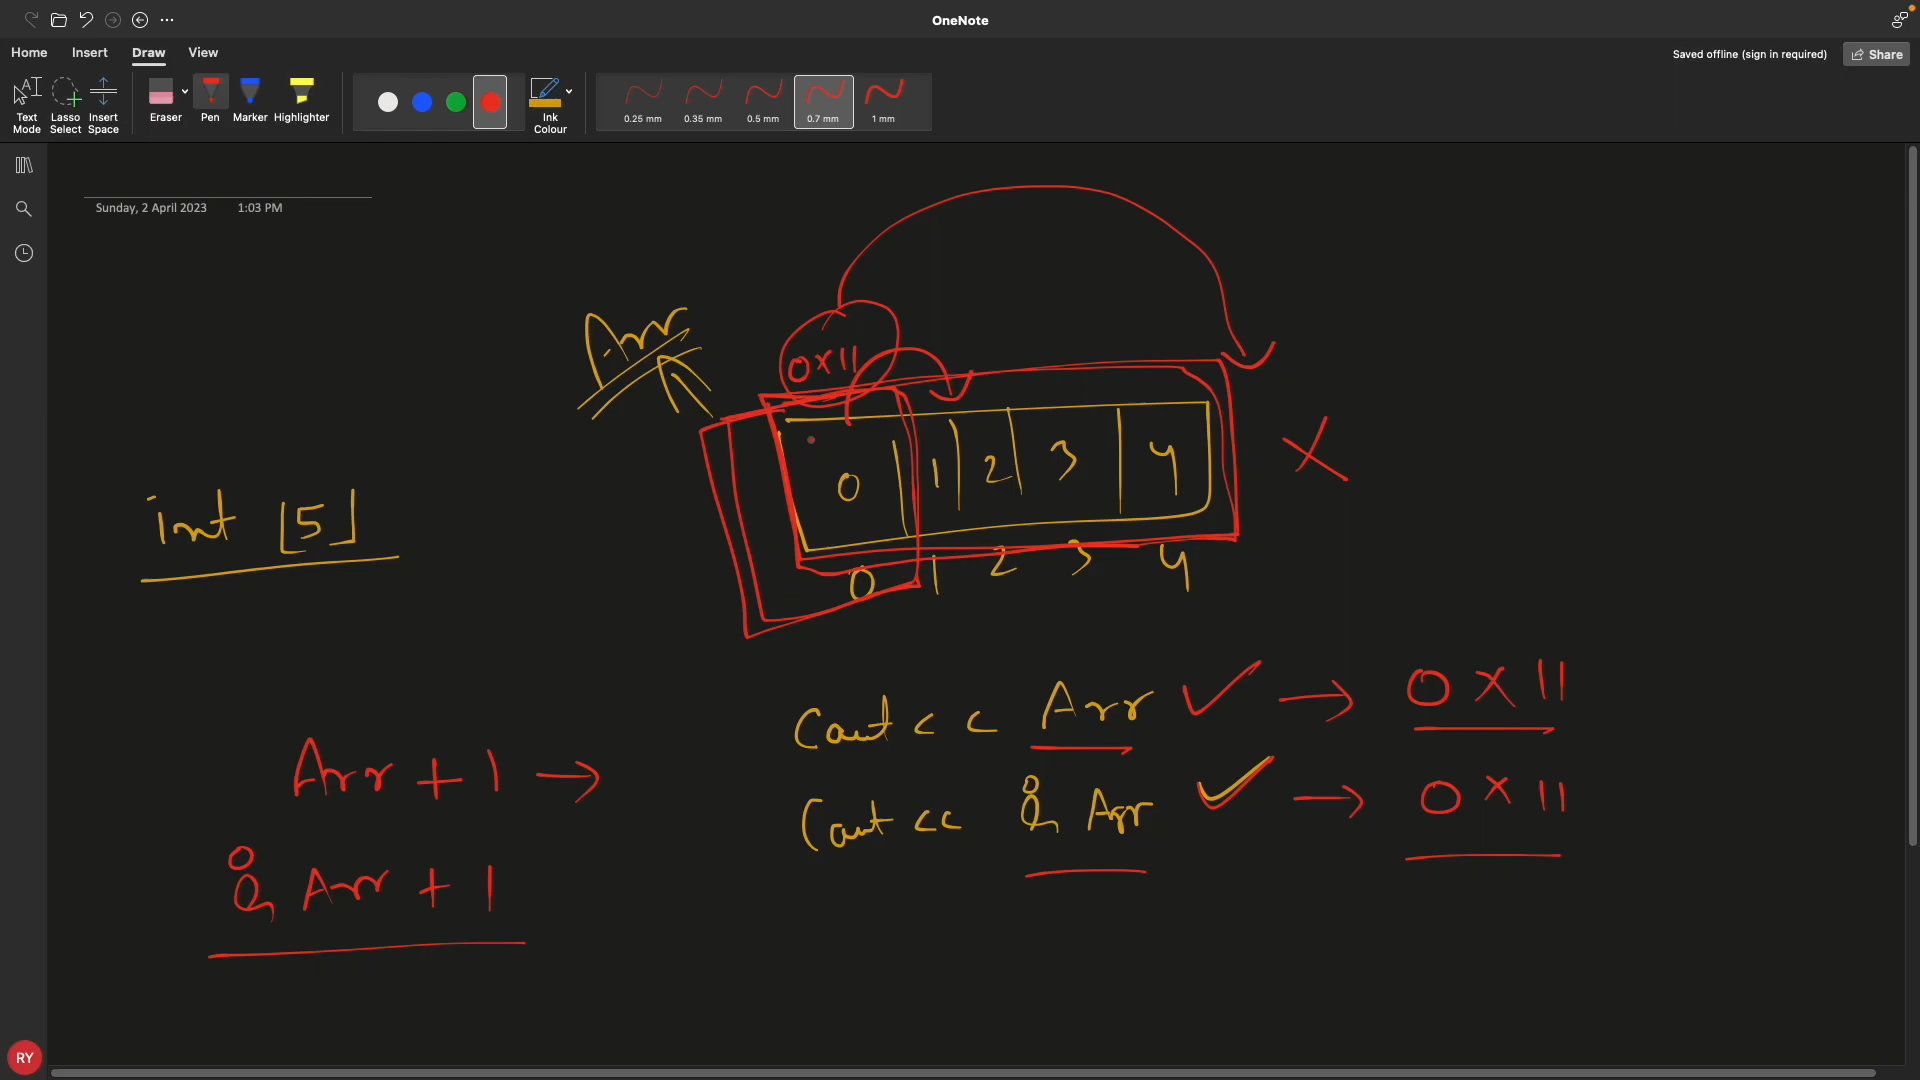 OneNote
Home Insert Draw View
Saved offline (sign in required) Share
Text Mode Lasso Select Insert Space Eraser Pen Marker Highlighter Ink Colour 0.25 mm 0.35 mm 0.5 mm 0.7 mm 1 mm
Sunday, 2 April 2023 1:03 PM
Arr
0x11
0 1 2 3 4
X
int [5]
0 1 2 3 4
Cout << Arr ✓ → 0x11
Arr + 1 →
Cout << & Arr ✓ → 0x11
& Arr + 1
RY